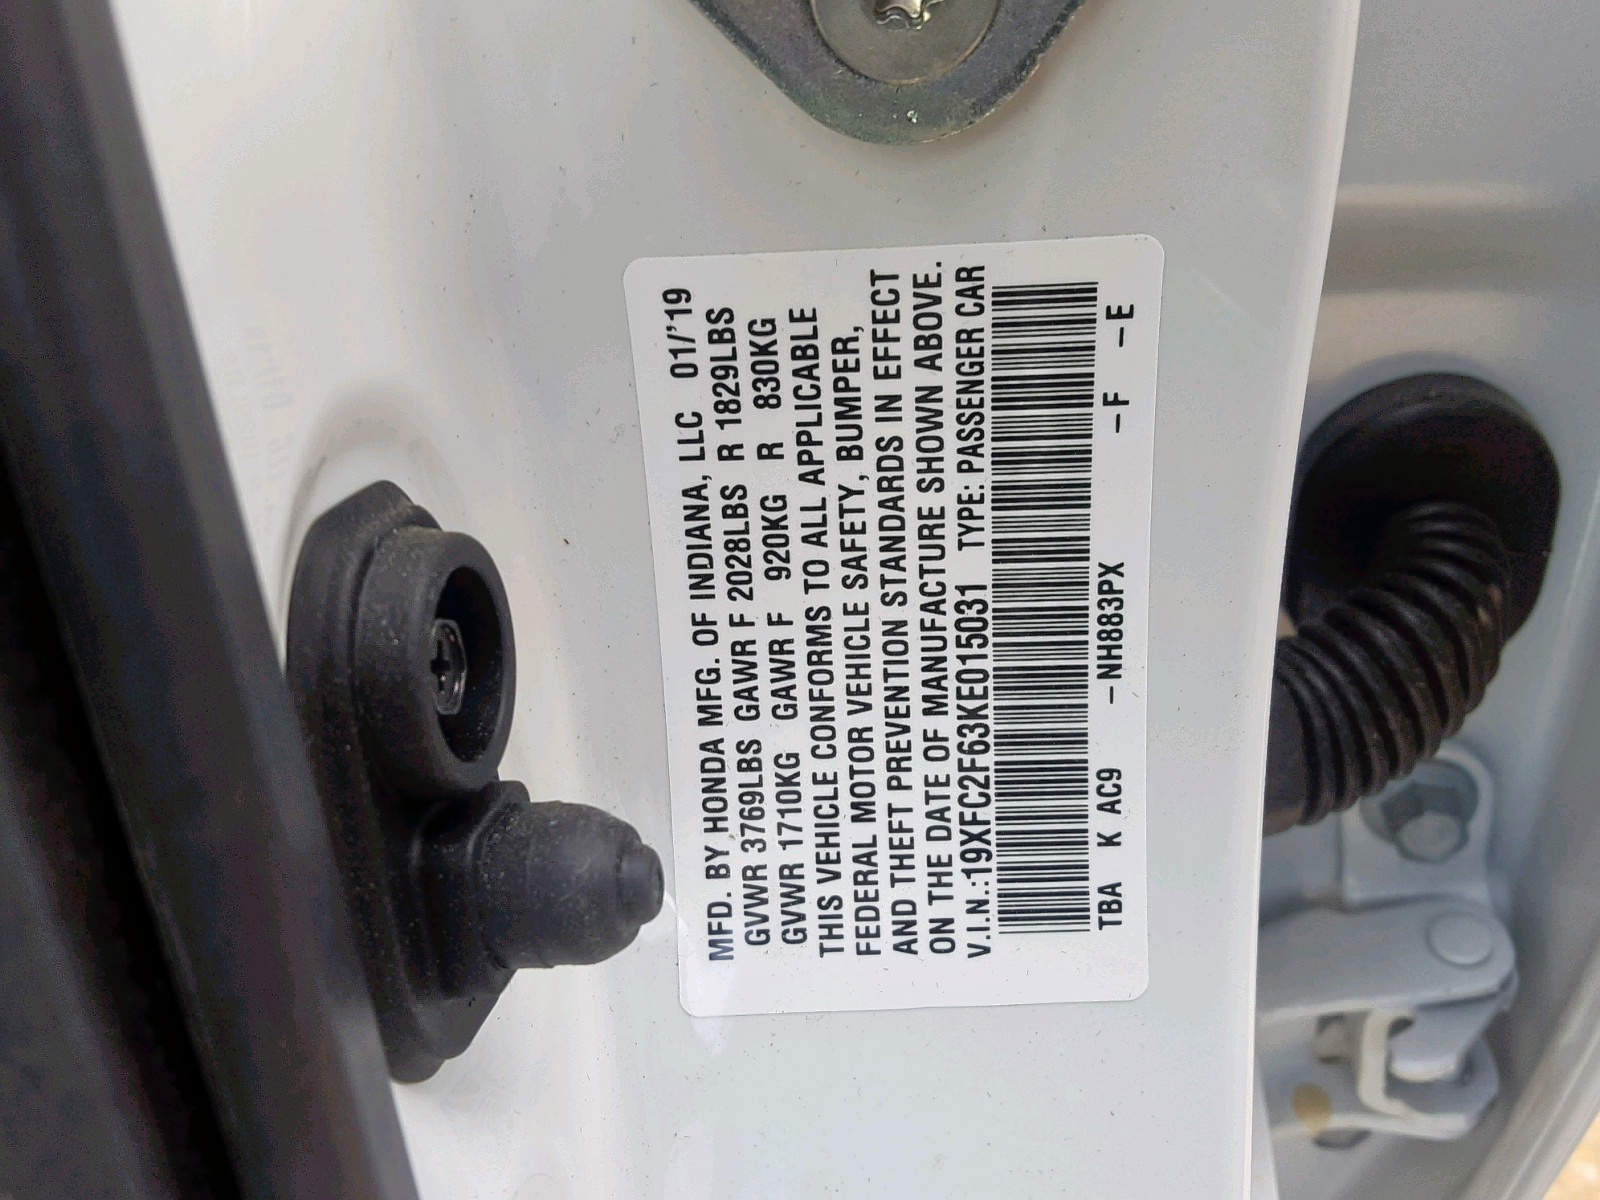 MFD. BY HONDA MFG. OF INDIANA, LLC 01/'19
GVWR 3769LBS GAWR F 2028LBS R 1829LBS
GVWR 1710KG GAWR F 920KG R 830KG
THIS VEHICLE CONFORMS TO ALL APPLICABLE
FEDERAL MOTOR VEHICLE SAFETY, BUMPER,
AND THEFT PREVENTION STANDARDS IN EFFECT
ON THE DATE OF MANUFACTURE SHOWN ABOVE.
V.I.N.:19XFC2F63KE015031 TYPE: PASSENGER CAR
TBA K AC9 -NH883PX -F -E